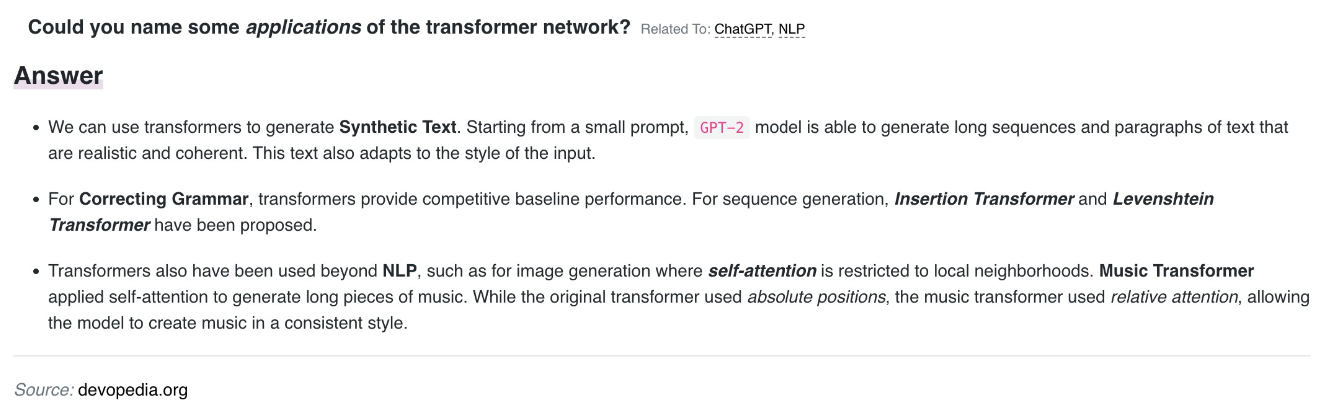 Could you name some applications of the transformer network? Related To: ChatGPT, NLP
Answer
• We can use transformers to generate Synthetic Text. Starting from a small prompt, GPT-2 model is able to generate long sequences and paragraphs of text that
are realistic and coherent. This text also adapts to the style of the input.
• For Correcting Grammar, transformers provide competitive baseline performance. For sequence generation, Insertion Transformer and Levenshtein
Transformer have been proposed.
• Transformers also have been used beyond NLP, such as for image generation where self-attention is restricted to local neighborhoods. Music Transformer
applied self-attention to generate long pieces of music. While the original transformer used absolute positions, the music transformer used relative attention, allowing
the model to create music in a consistent style.
Source: devopedia.org